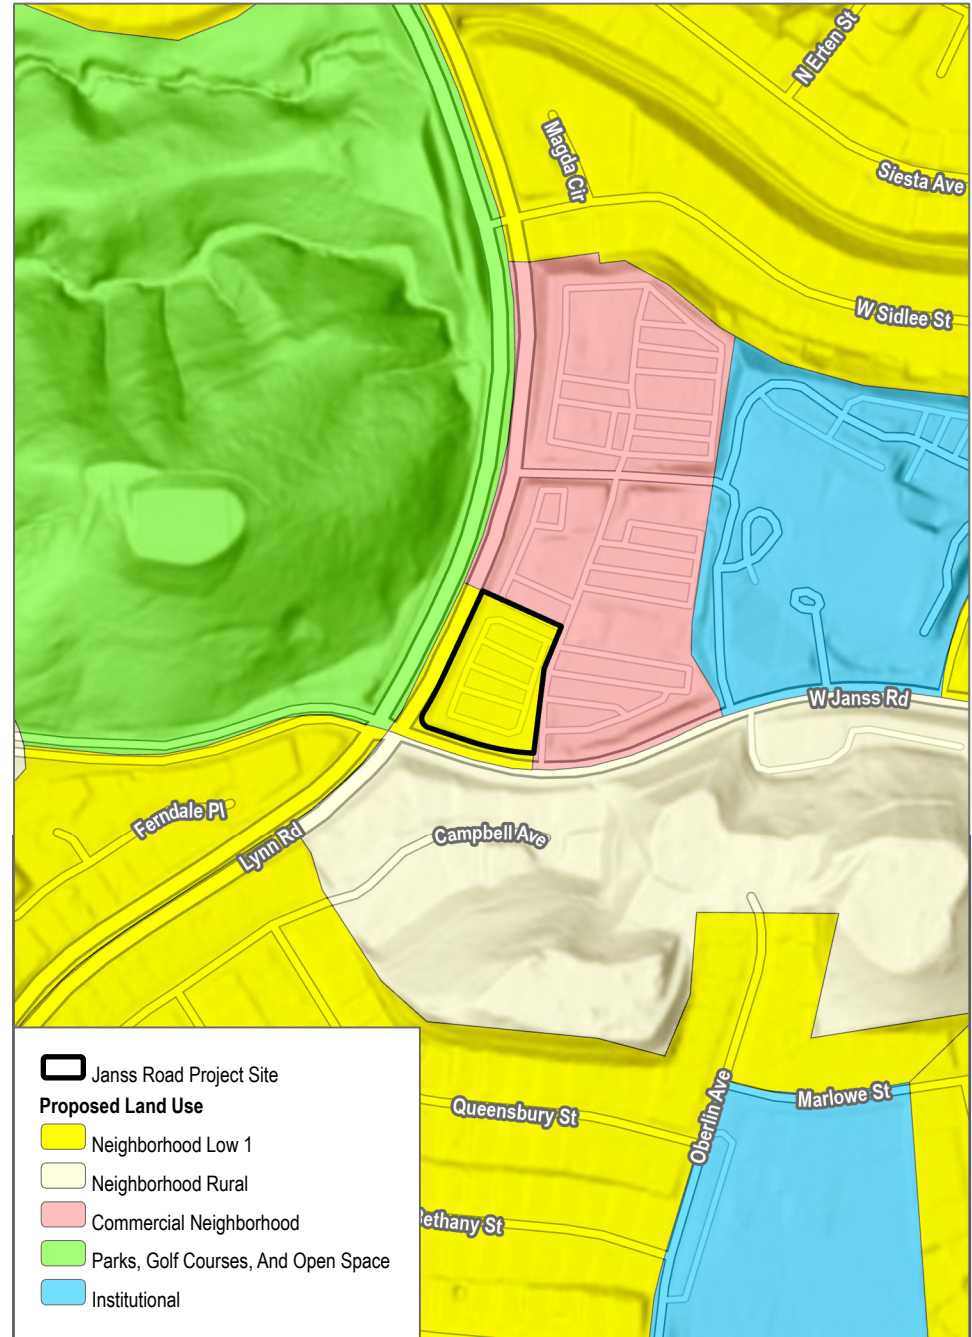 N Erten St
Magda Cir
Siesta Ave
W Sidlee St
W Janss Rd
Ferndale Pl
Lynn Rd
Campbell Ave
Janss Road Project Site
Proposed Land Use
Neighborhood Low 1
Neighborhood Rural
Commercial Neighborhood
Parks, Golf Courses, And Open Space
Institutional
Queensbury St
Oberlin Ave
Marlowe St
Bethany St